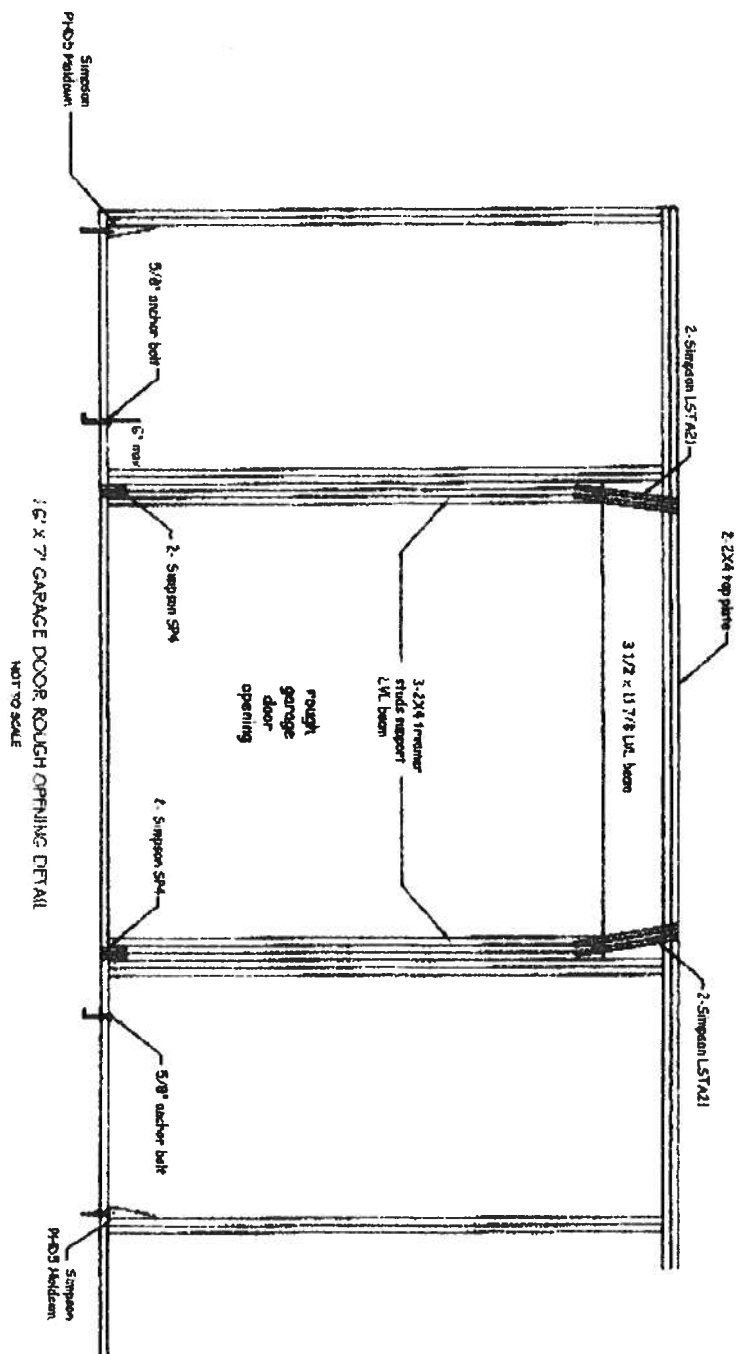 2-2X4 top plate
2-Simpson LSTA21
2-Simpson LSTA21
3 1/2 x 11 7/8 LVL beam
3-2X4 trimmer
studs support
LVL beam
rough
garage
door
opening
5/8" anchor bolt
6" max
2- Simpson SP4
2- Simpson SP4
5/8" anchor bolt
Simpson
PHD5 Holdown
Simpson
PHD5 Holdown
16' x 7' GARAGE DOOR ROUGH OPENING DETAIL
NOT TO SCALE